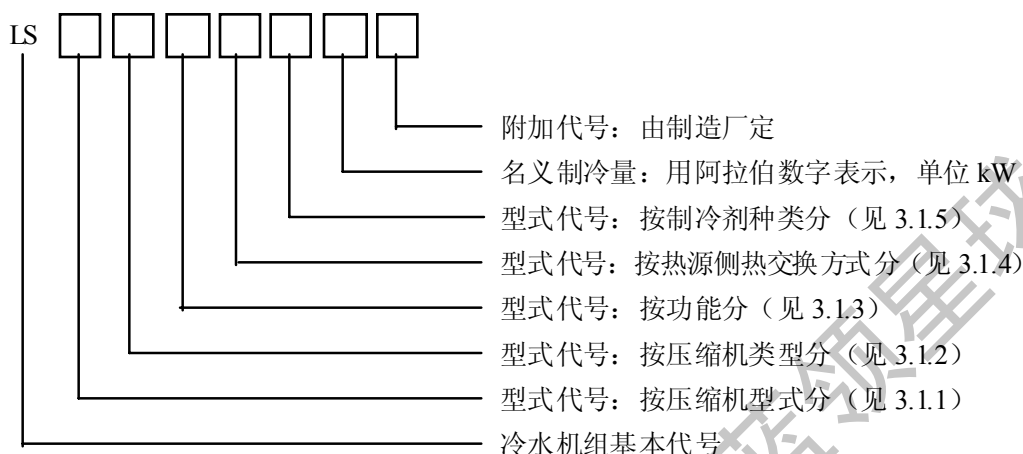 LS
附加代号：由制造厂定
名义制冷量：用阿拉伯数字表示，单位 kW
型式代号：按制冷剂种类分（见 3.1.5）
型式代号：按热源侧热交换方式分（见 3.1.4）
型式代号：按功能分（见 3.1.3）
型式代号：按压缩机类型分（见 3.1.2）
型式代号：按压缩机型式分（见 3.1.1）
冷水机组基本代号
蓝领星球